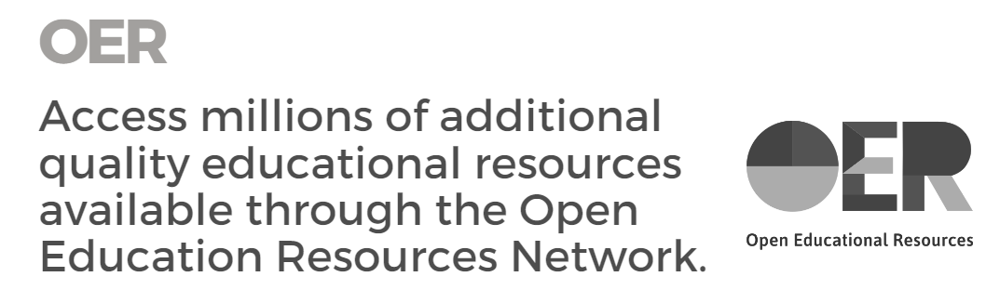 OER
Access millions of additional
quality educational resources
available through the Open
Education Resources Network.
OER
Open Educational Resources